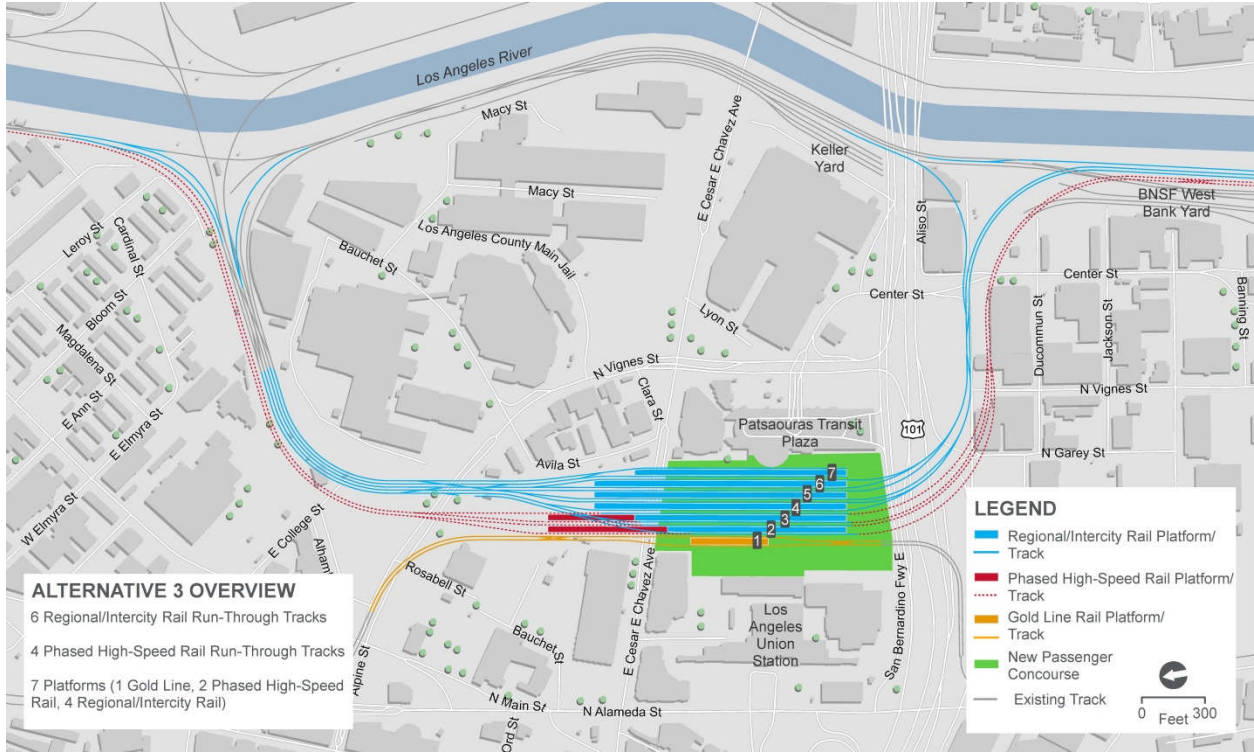 Los Angeles River
Macy St
E Cesar E Chavez Ave
Keller
Yard
Macy St
BNSF West
Bank Yard
Aliso St
Leroy St
Cardinal St
Los Angeles County Main Jail
Bauchet St
Center St
Center St
Banning St
Bloom St
Lyon St
Ducommun St
Jackson St
Magdalena St
N Vignes St
N Vignes St
E Ann St
Clara St
E Elmyra St
Patsaouras Transit
Plaza
101
N Garey St
Avila St
W Elmyra St
7
6
5
4
3
2
1
E College St
Alham
ALTERNATIVE 3 OVERVIEW
6 Regional/Intercity Rail Run-Through Tracks
4 Phased High-Speed Rail Run-Through Tracks
7 Platforms (1 Gold Line, 2 Phased High-Speed
Rail, 4 Regional/Intercity Rail)
Rosabell St
Bauchet St
Alpine St
E Cesar E Chavez Ave
Los
Angeles
Union
Station
San Bernardino Fwy E
N Main St
N Alameda St
Ord St
LEGEND
Regional/Intercity Rail Platform/
Track
Phased High-Speed Rail Platform/
Track
Gold Line Rail Platform/
Track
New Passenger
Concourse
Existing Track
0 300
Feet